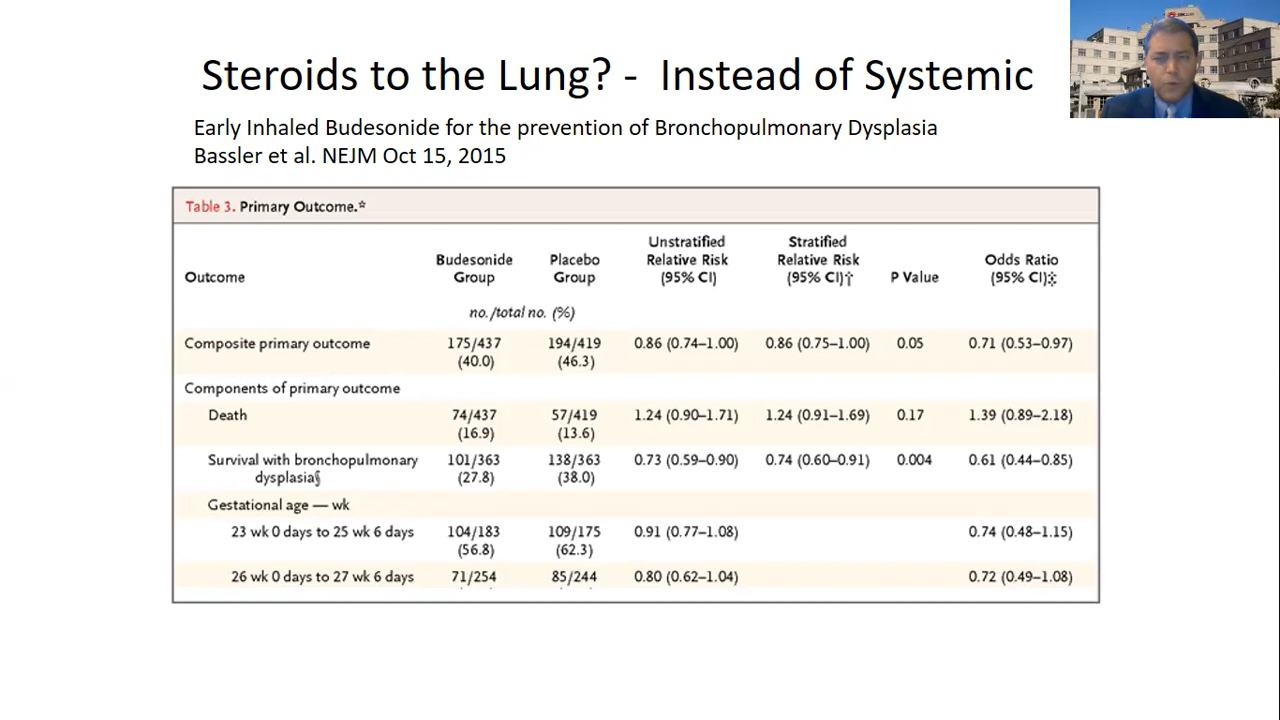 Steroids to the Lung? - Instead of Systemic
Early Inhaled Budesonide for the prevention of Bronchopulmonary Dysplasia
Bassler et al. NEJM Oct 15, 2015
Table 3. Primary Outcome.*
Outcome Budesonide Group Placebo Group Unstratified Relative Risk (95% CI) Stratified Relative Risk (95% CI)† P Value Odds Ratio (95% CI)‡
no./total no. (%)
Composite primary outcome 175/437 (40.0) 194/419 (46.3) 0.86 (0.74–1.00) 0.86 (0.75–1.00) 0.05 0.71 (0.53–0.97)
Components of primary outcome
Death 74/437 (16.9) 57/419 (13.6) 1.24 (0.90–1.71) 1.24 (0.91–1.69) 0.17 1.39 (0.89–2.18)
Survival with bronchopulmonary dysplasia§ 101/363 (27.8) 138/363 (38.0) 0.73 (0.59–0.90) 0.74 (0.60–0.91) 0.004 0.61 (0.44–0.85)
Gestational age — wk
23 wk 0 days to 25 wk 6 days 104/183 (56.8) 109/175 (62.3) 0.91 (0.77–1.08) 0.74 (0.48–1.15)
26 wk 0 days to 27 wk 6 days 71/254 85/244 0.80 (0.62–1.04) 0.72 (0.49–1.08)